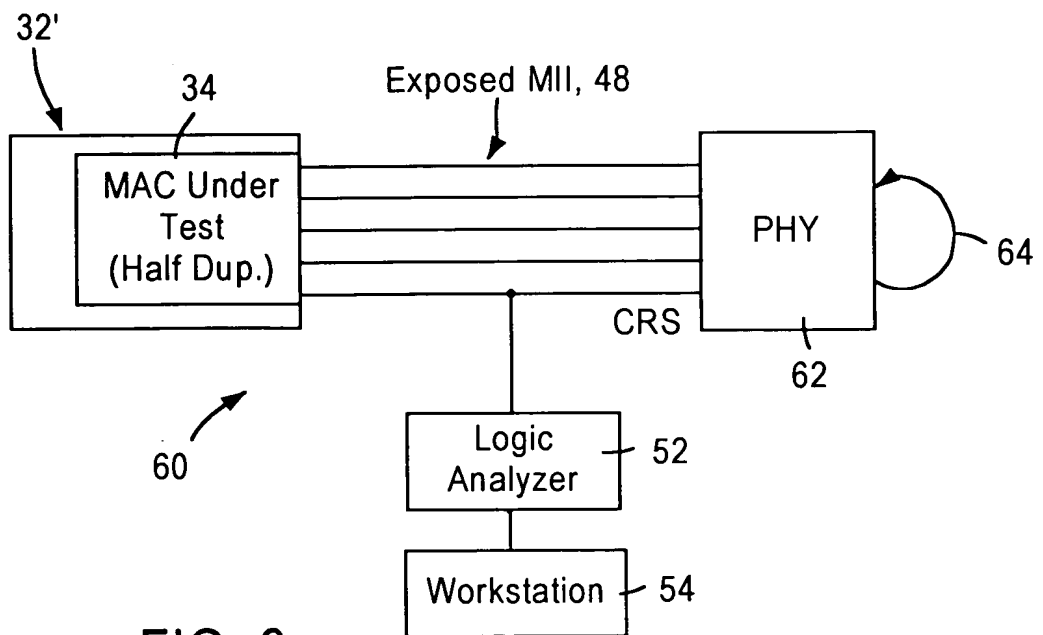 32'
34
Exposed MII, 48
MAC Under
Test
(Half Dup.)
PHY
64
CRS
62
60
Logic
Analyzer
52
Workstation
54